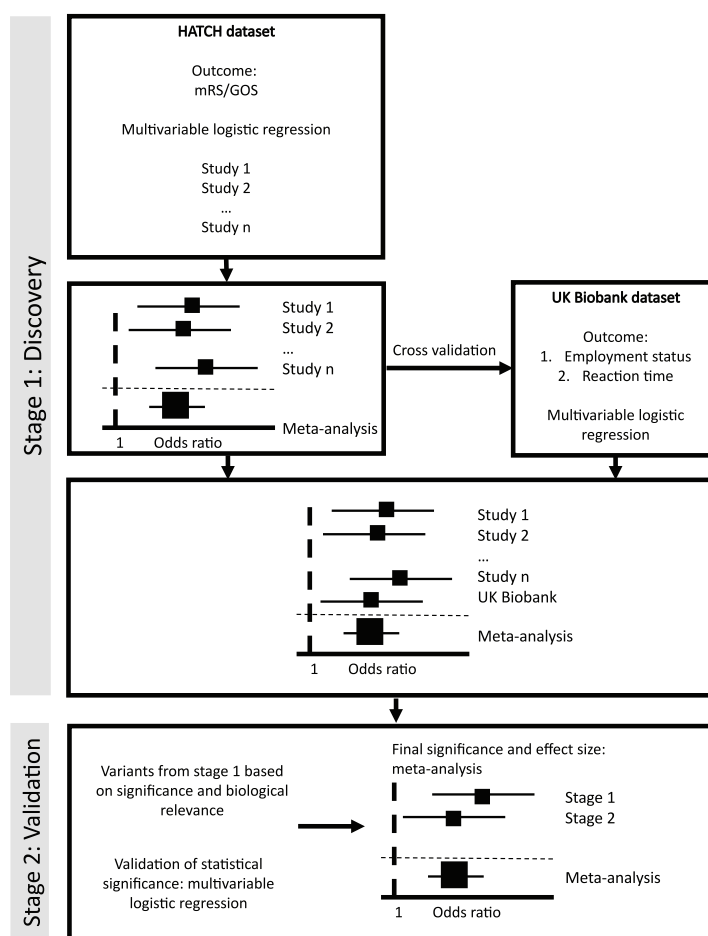 Stage 1: Discovery
HATCH dataset
Outcome:
mRS/GOS
Multivariable logistic regression
Study 1
Study 2
...
Study n
Study 1
Study 2
...
Study n
Meta-analysis
1 Odds ratio
Cross validation
UK Biobank dataset
Outcome:
1. Employment status
2. Reaction time
Multivariable logistic
regression
Study 1
Study 2
...
Study n
UK Biobank
Meta-analysis
1 Odds ratio
Stage 2: Validation
Variants from stage 1 based
on significance and biological
relevance
Validation of statistical
significance: multivariable
logistic regression
Final significance and effect size:
meta-analysis
Stage 1
Stage 2
Meta-analysis
1 Odds ratio